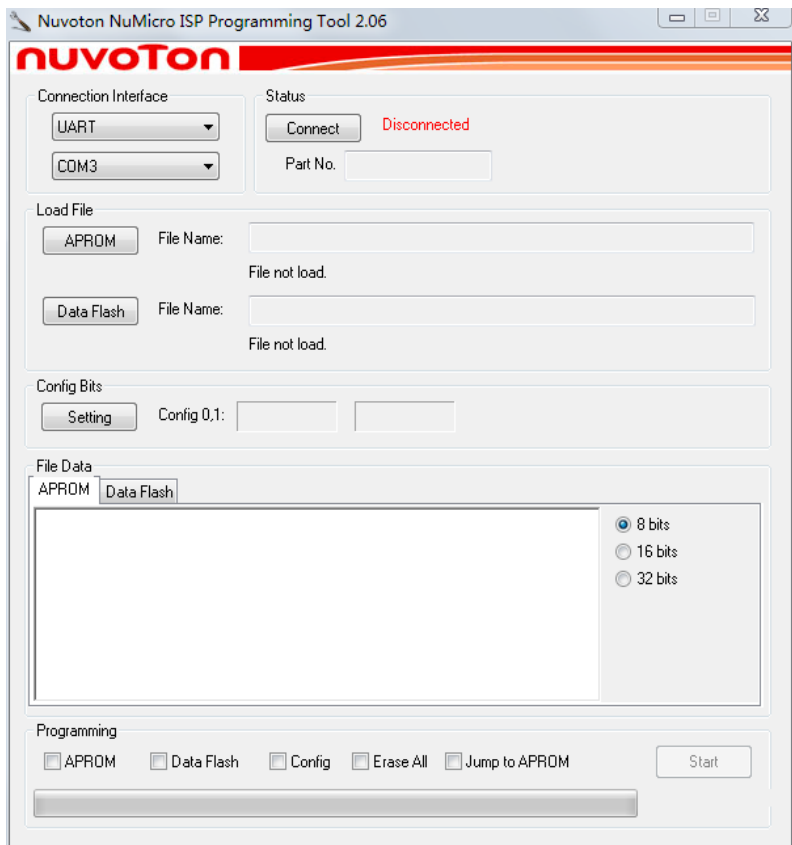 Nuvoton NuMicro ISP Programming Tool 2.06
nuvoTon
Connection Interface
UART
COM3
Status
Connect Disconnected
Part No.
Load File
APROM File Name:
File not load.
Data Flash File Name:
File not load.
Config Bits
Setting Config 0,1:
File Data
APROM Data Flash
8 bits
16 bits
32 bits
Programming
APROM Data Flash Config Erase All Jump to APROM Start